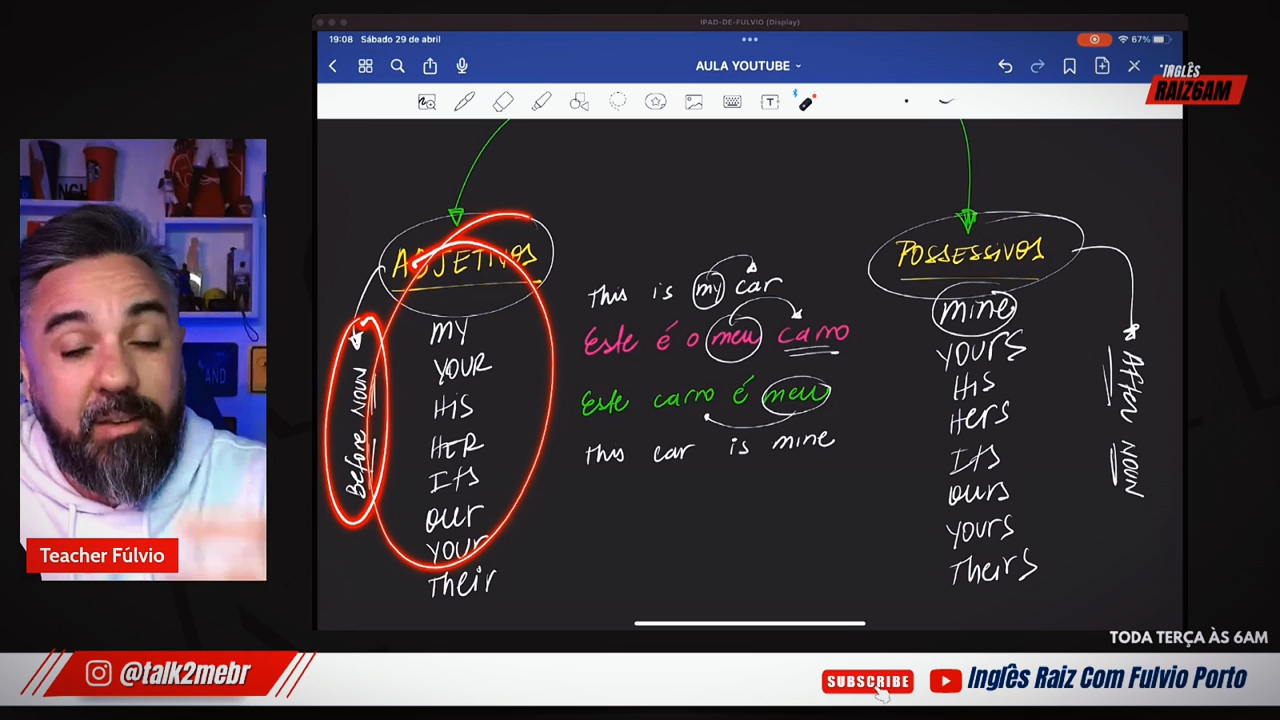 IPAD-DE-FULVIO (Display)
19:08 Sábado 29 de abril
67%
AULA YOUTUBE
INGLÊS
RAIZ6AM
ADJETIVOS
Before NOUN
MY
YOUR
HIS
HER
Its
our
YOUR
Their
This is my car
Este é o meu carro
Este carro é meu
This car is mine
POSSESSIVOS
mine
YOURS
His
Hers
Its
ours
yours
Theirs
After NOUN
AND
Teacher Fúlvio
TODA TERÇA ÀS 6AM
@talk2mebr
SUBSCRIBE
Inglês Raiz Com Fulvio Porto